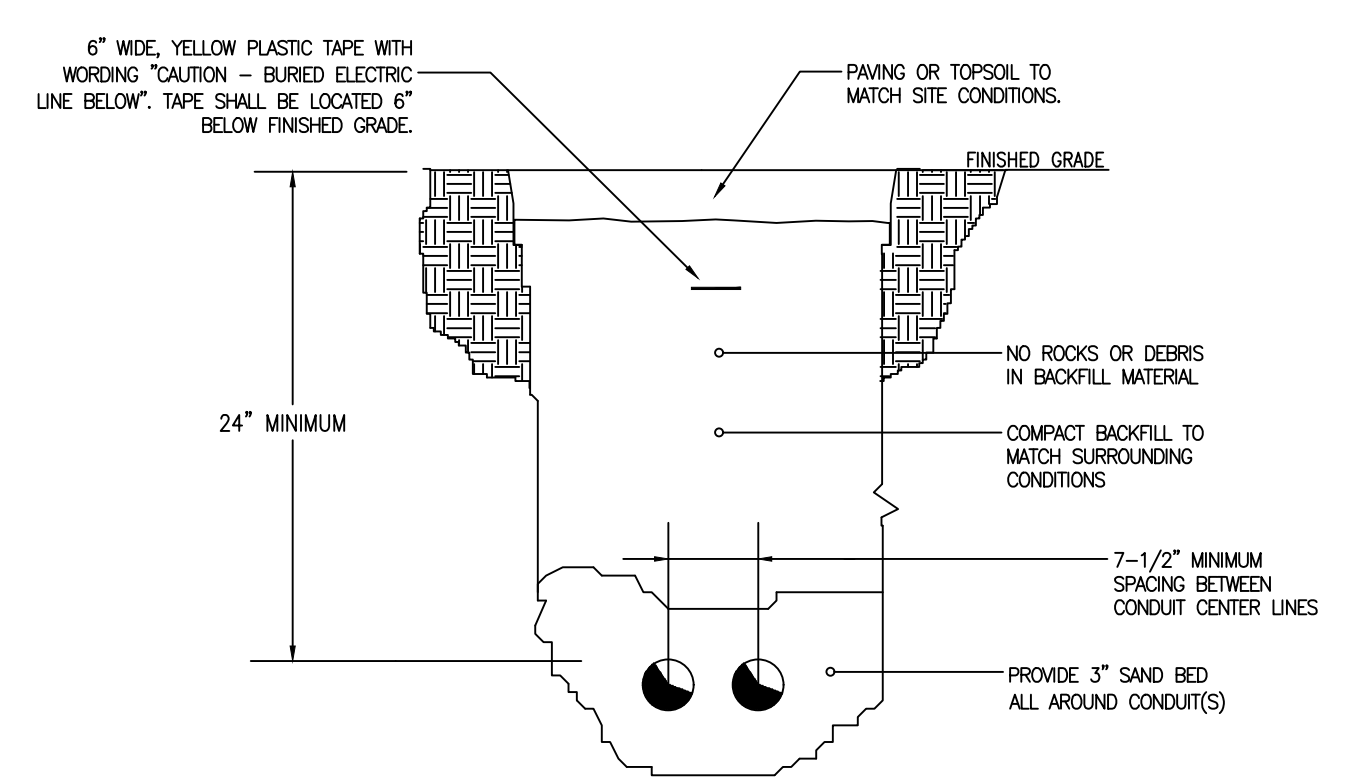 6” WIDE, YELLOW PLASTIC TAPE WITH
WORDING ”CAUTION – BURIED ELECTRIC
LINE BELOW”. TAPE SHALL BE LOCATED 6”
BELOW FINISHED GRADE.
PAVING OR TOPSOIL TO
MATCH SITE CONDITIONS.
FINISHED GRADE
NO ROCKS OR DEBRIS
IN BACKFILL MATERIAL
24” MINIMUM
COMPACT BACKFILL TO
MATCH SURROUNDING
CONDITIONS
7–1/2” MINIMUM
SPACING BETWEEN
CONDUIT CENTER LINES
PROVIDE 3” SAND BED
ALL AROUND CONDUIT(S)